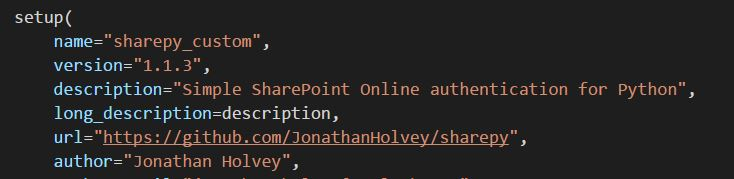 setup(
    name="sharepy_custom",
    version="1.1.3",
    description="Simple SharePoint Online authentication for Python",
    long_description=description,
    url="https://github.com/JonathanHolvey/sharepy",
    author="Jonathan Holvey",